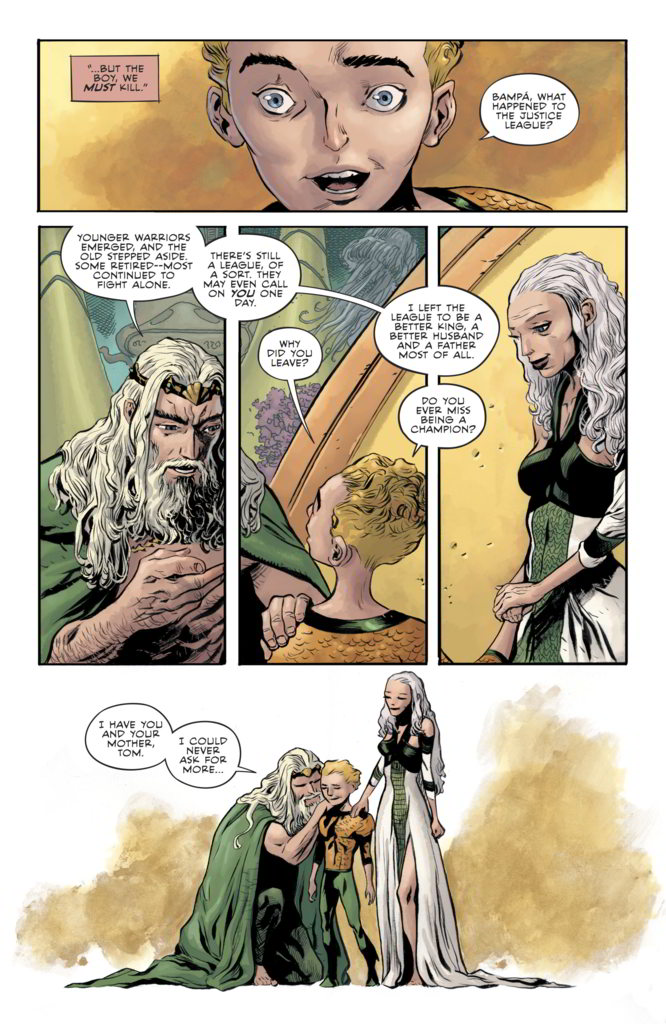 "...BUT THE
BOY, WE
MUST KILL."
BAMPÁ, WHAT
HAPPENED TO
THE JUSTICE
LEAGUE?
YOUNGER WARRIORS
EMERGED, AND THE
OLD STEPPED ASIDE.
SOME RETIRED--MOST
CONTINUED TO
FIGHT ALONE.
THERE'S STILL
A LEAGUE, OF
A SORT. THEY
MAY EVEN CALL
ON YOU ONE
DAY.
WHY
DID YOU
LEAVE?
I LEFT THE
LEAGUE TO BE A
BETTER KING, A
BETTER HUSBAND
AND A FATHER
MOST OF ALL.
DO YOU
EVER MISS
BEING A
CHAMPION?
I HAVE YOU
AND YOUR
MOTHER,
TOM.
I COULD
NEVER
ASK FOR
MORE...